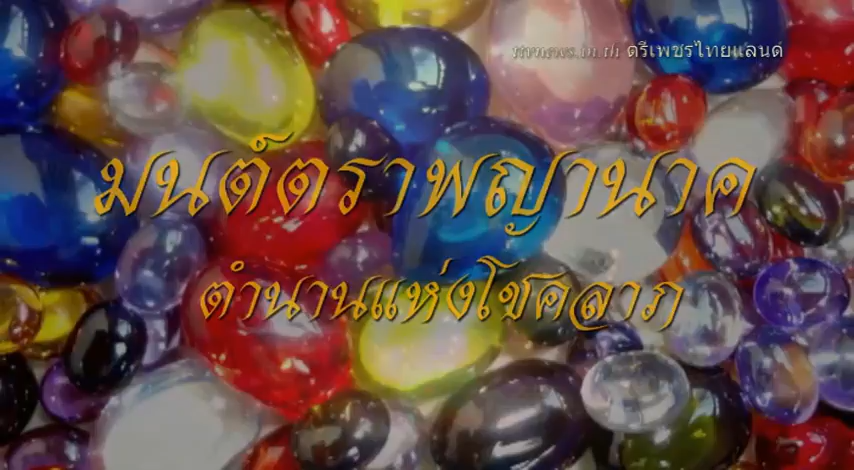 ตรีเพชรไทยแลนด์
มนต์ตราพญานาค
ตำนานแห่งโชคลาภ